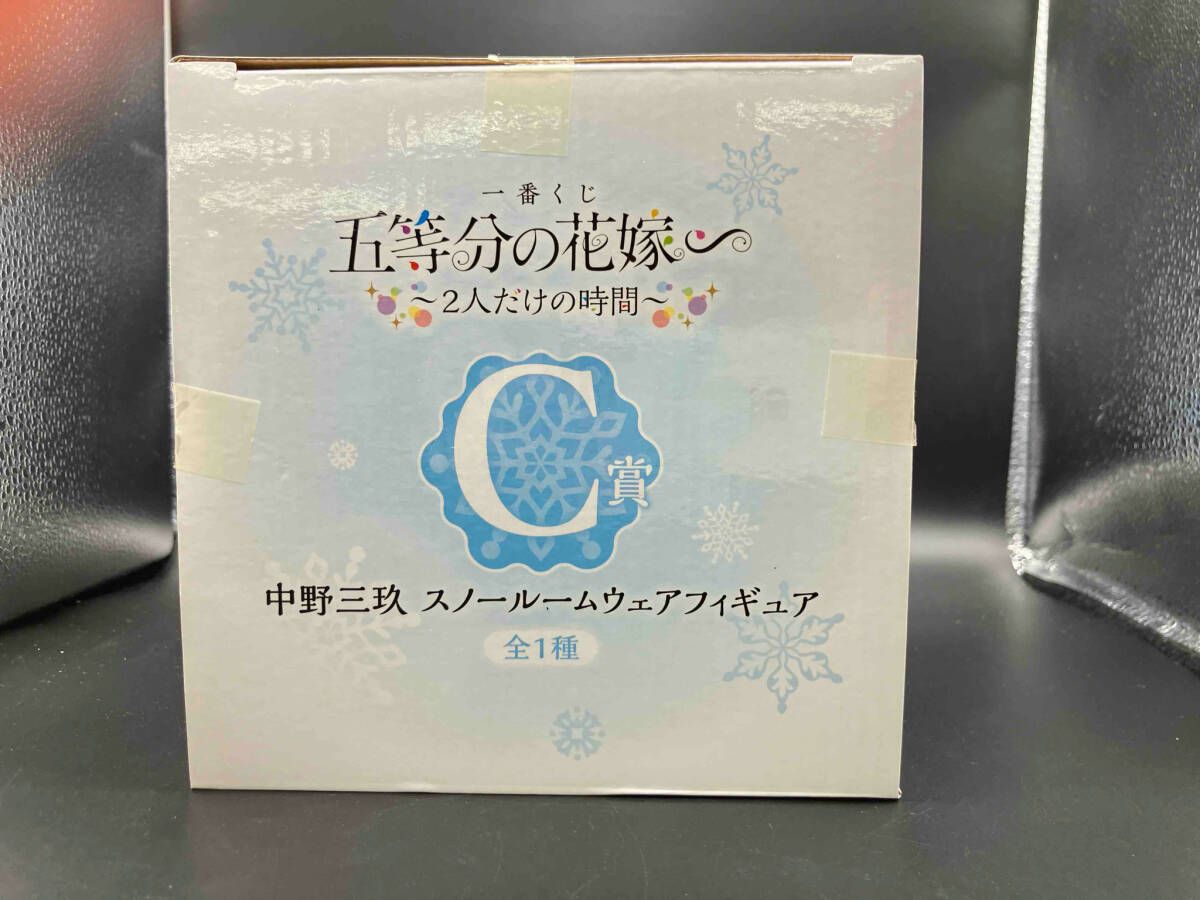 一番くじ
五等分の花嫁∽
～2人だけの時間～
C賞
中野三玖 スノールームウェアフィギュア
全1種